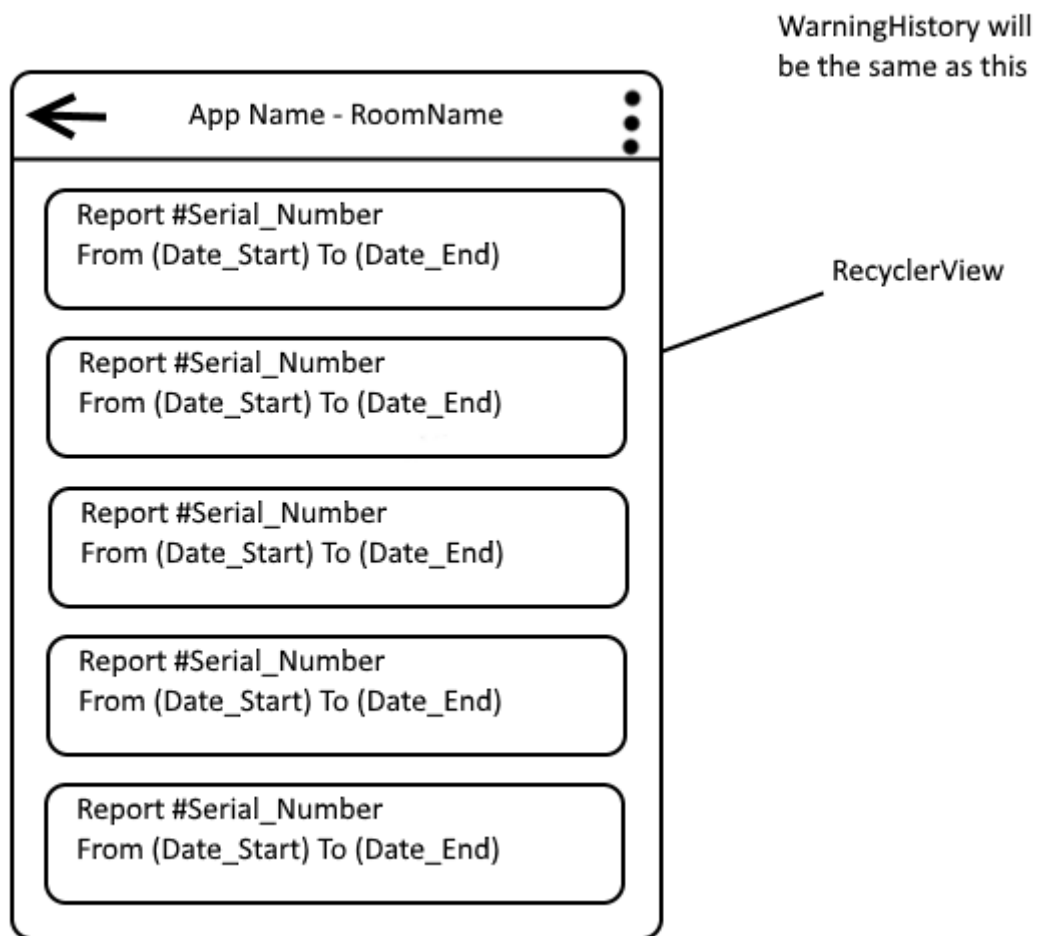 WarningHistory will
be the same as this
App Name - RoomName
Report #Serial_Number
From (Date_Start) To (Date_End)
RecyclerView
Report #Serial_Number
From (Date_Start) To (Date_End)
Report #Serial_Number
From (Date_Start) To (Date_End)
Report #Serial_Number
From (Date_Start) To (Date_End)
Report #Serial_Number
From (Date_Start) To (Date_End)